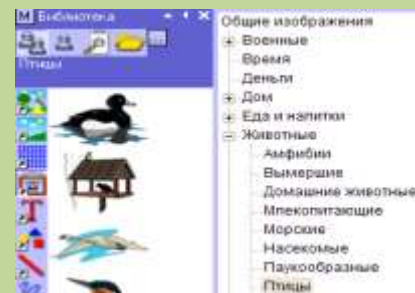 Библиотека
Птицы
Общие изображения
Военные
Время
Деньги
Дом
Еда и напитки
Животные
Амфибии
Вымершие
Домашние животные
Млекопитающие
Морские
Насекомые
Паукообразные
Птицы